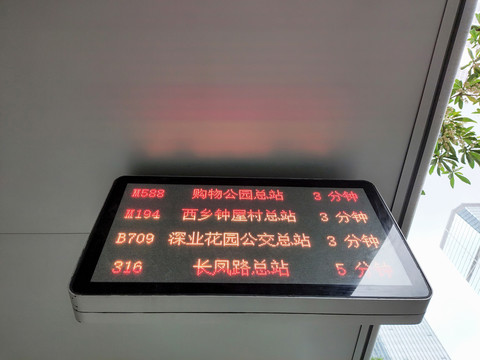 M588 购物公园总站 3 分钟
M194 西乡钟屋村总站 3 分钟
B709 深业花园公交总站 3 分钟
316 长凤路总站 5 分钟